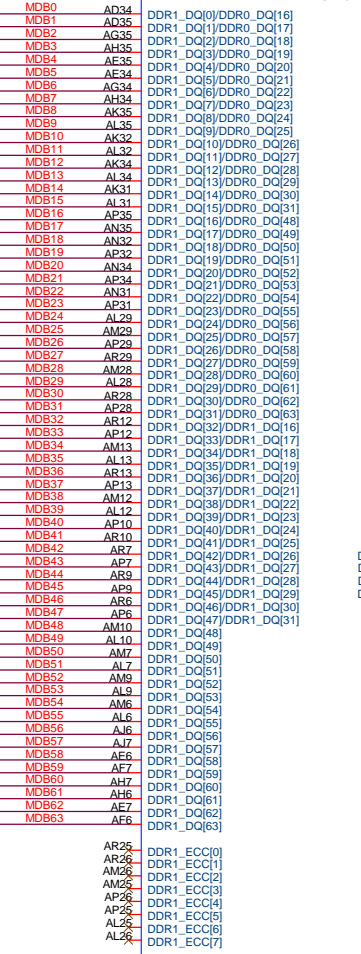 MDB0 AD34 DDR1_DQ[0]/DDR0_DQ[16]
MDB1 AD35 DDR1_DQ[1]/DDR0_DQ[17]
MDB2 AG35 DDR1_DQ[2]/DDR0_DQ[18]
MDB3 AH35 DDR1_DQ[3]/DDR0_DQ[19]
MDB4 AE35 DDR1_DQ[4]/DDR0_DQ[20]
MDB5 AE34 DDR1_DQ[5]/DDR0_DQ[21]
MDB6 AG34 DDR1_DQ[6]/DDR0_DQ[22]
MDB7 AH34 DDR1_DQ[7]/DDR0_DQ[23]
MDB8 AK35 DDR1_DQ[8]/DDR0_DQ[24]
MDB9 AL35 DDR1_DQ[9]/DDR0_DQ[25]
MDB10 AK32 DDR1_DQ[10]/DDR0_DQ[26]
MDB11 AL32 DDR1_DQ[11]/DDR0_DQ[27]
MDB12 AK34 DDR1_DQ[12]/DDR0_DQ[28]
MDB13 AL34 DDR1_DQ[13]/DDR0_DQ[29]
MDB14 AK31 DDR1_DQ[14]/DDR0_DQ[30]
MDB15 AL31 DDR1_DQ[15]/DDR0_DQ[31]
MDB16 AP35 DDR1_DQ[16]/DDR0_DQ[48]
MDB17 AN35 DDR1_DQ[17]/DDR0_DQ[49]
MDB18 AN32 DDR1_DQ[18]/DDR0_DQ[50]
MDB19 AP32 DDR1_DQ[19]/DDR0_DQ[51]
MDB20 AN34 DDR1_DQ[20]/DDR0_DQ[52]
MDB21 AP34 DDR1_DQ[21]/DDR0_DQ[53]
MDB22 AN31 DDR1_DQ[22]/DDR0_DQ[54]
MDB23 AP31 DDR1_DQ[23]/DDR0_DQ[55]
MDB24 AL29 DDR1_DQ[24]/DDR0_DQ[56]
MDB25 AM29 DDR1_DQ[25]/DDR0_DQ[57]
MDB26 AP29 DDR1_DQ[26]/DDR0_DQ[58]
MDB27 AR29 DDR1_DQ[27]/DDR0_DQ[59]
MDB28 AM28 DDR1_DQ[28]/DDR0_DQ[60]
MDB29 AL28 DDR1_DQ[29]/DDR0_DQ[61]
MDB30 AR28 DDR1_DQ[30]/DDR0_DQ[62]
MDB31 AP28 DDR1_DQ[31]/DDR0_DQ[63]
MDB32 AR12 DDR1_DQ[32]/DDR1_DQ[16]
MDB33 AP12 DDR1_DQ[33]/DDR1_DQ[17]
MDB34 AM13 DDR1_DQ[34]/DDR1_DQ[18]
MDB35 AL13 DDR1_DQ[35]/DDR1_DQ[19]
MDB36 AR13 DDR1_DQ[36]/DDR1_DQ[20]
MDB37 AP13 DDR1_DQ[37]/DDR1_DQ[21]
MDB38 AM12 DDR1_DQ[38]/DDR1_DQ[22]
MDB39 AL12 DDR1_DQ[39]/DDR1_DQ[23]
MDB40 AP10 DDR1_DQ[40]/DDR1_DQ[24]
MDB41 AR10 DDR1_DQ[41]/DDR1_DQ[25]
MDB42 AR7 DDR1_DQ[42]/DDR1_DQ[26]
MDB43 AP7 DDR1_DQ[43]/DDR1_DQ[27]
MDB44 AR9 DDR1_DQ[44]/DDR1_DQ[28]
MDB45 AP9 DDR1_DQ[45]/DDR1_DQ[29]
MDB46 AR6 DDR1_DQ[46]/DDR1_DQ[30]
MDB47 AP6 DDR1_DQ[47]/DDR1_DQ[31]
MDB48 AM10 DDR1_DQ[48]
MDB49 AL10 DDR1_DQ[49]
MDB50 AM7 DDR1_DQ[50]
MDB51 AL7 DDR1_DQ[51]
MDB52 AM9 DDR1_DQ[52]
MDB53 AL9 DDR1_DQ[53]
MDB54 AM6 DDR1_DQ[54]
MDB55 AL6 DDR1_DQ[55]
MDB56 AJ6 DDR1_DQ[56]
MDB57 AJ7 DDR1_DQ[57]
MDB58 AE6 DDR1_DQ[58]
MDB59 AF7 DDR1_DQ[59]
MDB60 AH7 DDR1_DQ[60]
MDB61 AH6 DDR1_DQ[61]
MDB62 AE7 DDR1_DQ[62]
MDB63 AF6 DDR1_DQ[63]
AR25 DDR1_ECC[0]
AR26 DDR1_ECC[1]
AM26 DDR1_ECC[2]
AM25 DDR1_ECC[3]
AP26 DDR1_ECC[4]
AP25 DDR1_ECC[5]
AL25 DDR1_ECC[6]
AL26 DDR1_ECC[7]